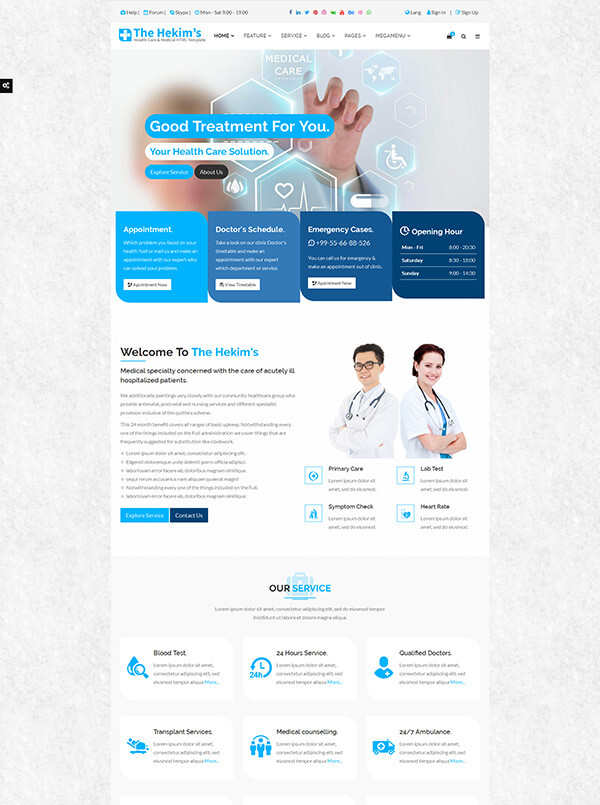 Help | Forum | Skype | Mon - Sat 9.00 - 19.00
Lang Sign In | Sign Up
The Hekim's
Health Care & Medical HTML Template
HOME FEATURE SERVICE BLOG PAGES MEGAMENU
MEDICAL
CARE
Good Treatment For You.
Your Health Care Solution.
Explore Service About Us
Appointment.
Which problem you faced on your
health !call or mail us and make an
appointment with our expert who
can solved your problem.
Appointment Now
Doctor's Schedule.
Take a look on our clinic Doctor's
timetable and make an
appointment with our expert
which department or service.
View Timetable
Emergency Cases.
+99-55-66-88-526
You can call us for emergency &
make an appointment out of clinic.
Appointment Now
Opening Hour
Mon - Fri 8:00 - 20:30
Saturday 8:30 - 18:00
Sunday 9:00 - 14:30
Welcome To The Hekim's
Medical specialty concerned with the care of acutely ill
hospitalized patients.
We additionally paintings very closely with our community healthcare group who
provide antenatal, postnatal and nursing services and different specialist
provision inclusive of the quitters scheme.
This 24 month benefit covers all ranges of basic upkeep. Notwithstanding every
one of the things included on the Full administration we cover things that are
frequently suggested for substitution like clockwork.
Lorem ipsum dolor sit amet, consectetur adipisicing elit.
Eligendi doloremque unde deleniti porro officia adipisci.
laboriosam error facere ab, doloribus magnam similique.
sequi rerum accusamus nam aliquam quaerat magni!
Notwithstanding every one of the things included on the Full.
laboriosam error facere ab, doloribus magnam similique.
Explore Service Contact Us
Primary Care
Lorem ipsum dolor sit
amet, sed do eiusmod.
Lab Test
Lorem ipsum dolor sit
amet, sed do eiusmod.
Symptom Check
Lorem ipsum dolor sit
amet, sed do eiusmod.
Heart Rate
Lorem ipsum dolor sit
amet, sed do eiusmod.
OUR SERVICE
Lorem ipsum dolor sit amet, consectetur adipiscing elit, sed do eiusmod tempor
incididunt ut labore et dolore magna aliqua.
Blood Test.
Lorem ipsum dolor sit amet,
consectetur adipiscing elit, sed
eiusmod tempor aliqua More...
24 Hours Service.
24h
Lorem ipsum dolor sit amet,
consectetur adipiscing elit, sed
eiusmod tempor aliqua More...
Qualified Doctors.
Lorem ipsum dolor sit amet,
consectetur adipiscing elit, sed
eiusmod tempor aliqua More...
Transplant Services.
Lorem ipsum dolor sit amet,
consectetur adipiscing elit, sed
eiusmod tempor aliqua More...
Medical counselling.
Lorem ipsum dolor sit amet,
consectetur adipiscing elit, sed
eiusmod tempor aliqua More...
24/7 Ambulance.
Lorem ipsum dolor sit amet,
consectetur adipiscing elit, sed
eiusmod tempor aliqua More...